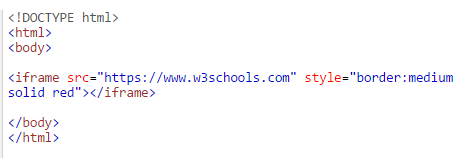 <!DOCTYPE html>
<html>
<body>
<iframe src="https://www.w3schools.com" style="border:medium
solid red"></iframe>
</body>
</html>